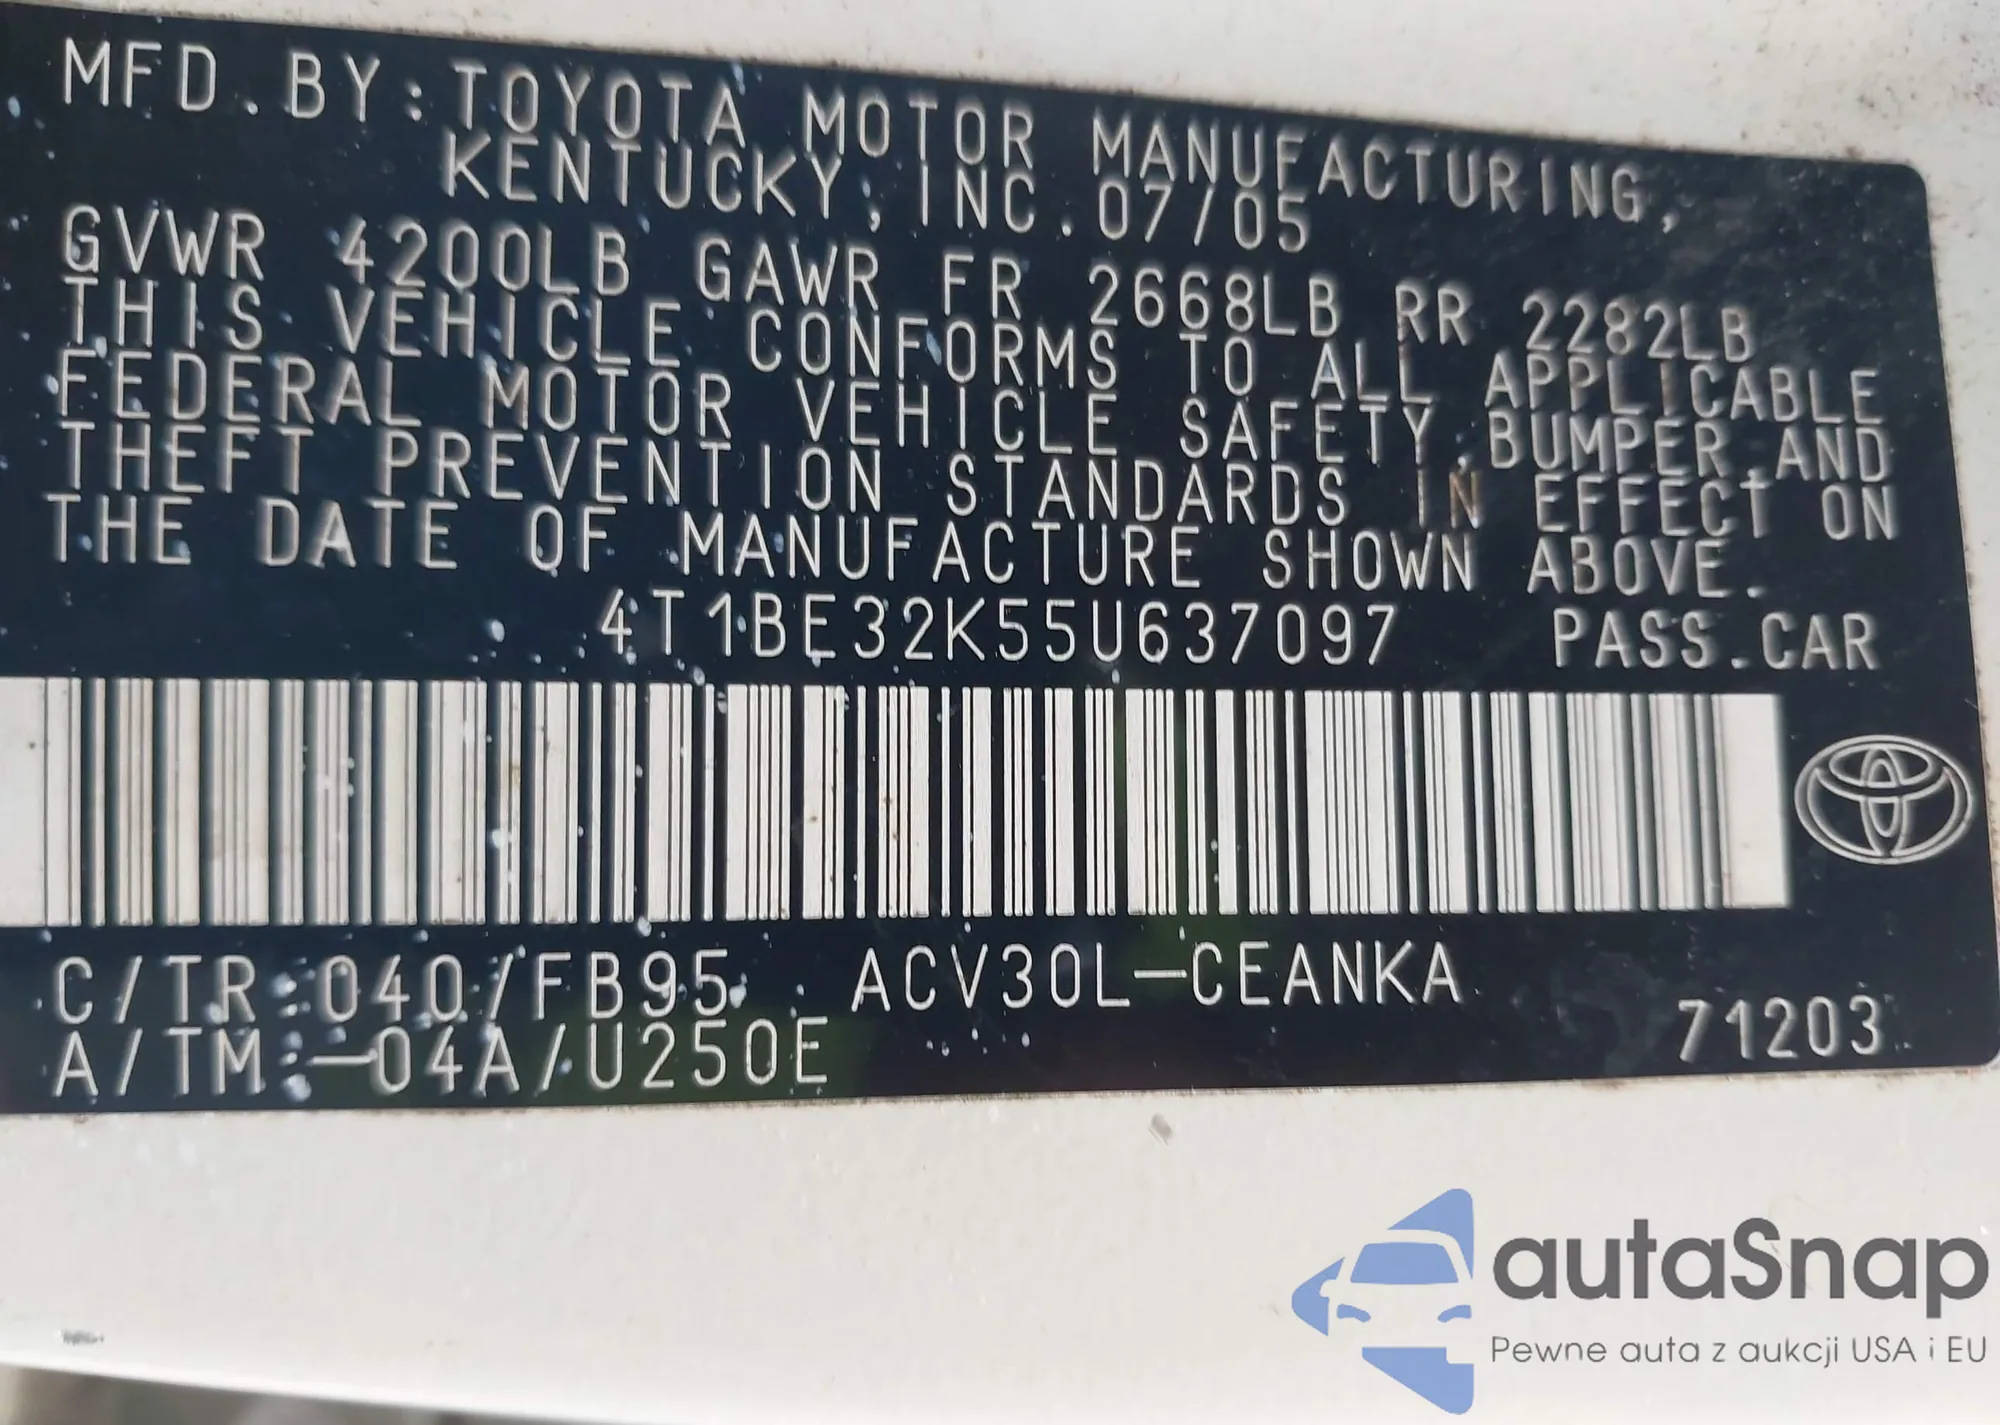 MFD.BY:TOYOTA MOTOR MANUFACTURING,
KENTUCKY, INC.07/05
GVWR 4200LB GAWR FR 2668LB RR 2282LB
THIS VEHICLE CONFORMS TO ALL APPLICABLE
FEDERAL MOTOR VEHICLE SAFETY,BUMPER,AND
THEFT PREVENTION STANDARDS IN EFFECT ON
THE DATE OF MANUFACTURE SHOWN ABOVE.
4T1BE32K55U637097 PASS.CAR
C/TR:040/FB95 ACV30L-CEANKA
A/TM:-04A/U250E 71203
autaSnap
Pewne auta z aukcji USA i EU